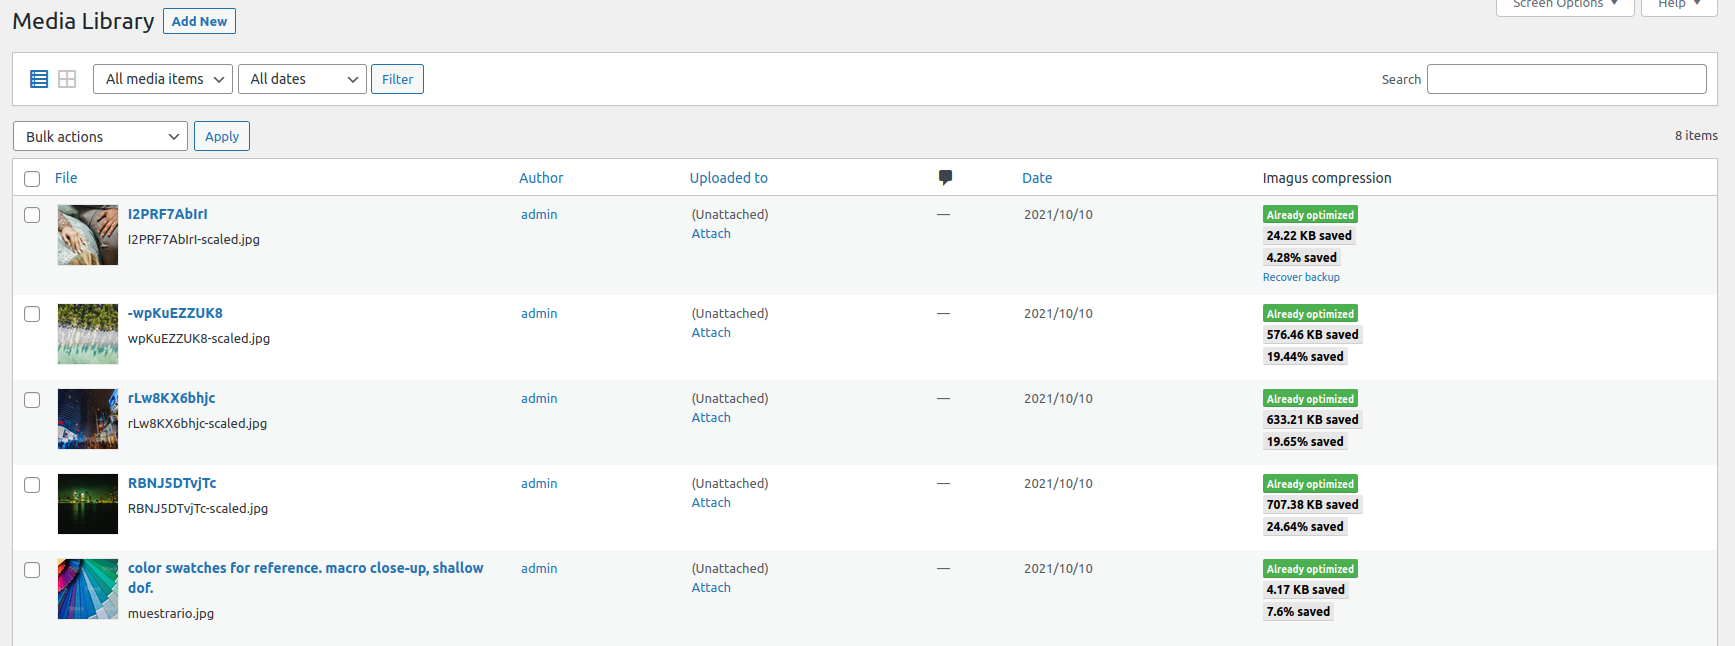 Media Library Add New Screen Options Help
All media items All dates Filter Search
Bulk actions Apply 8 items
File Author Uploaded to Date Imagus compression
I2PRF7AbIrI admin (Unattached) — 2021/10/10 Already optimized
I2PRF7AbIrI-scaled.jpg Attach 24.22 KB saved
4.28% saved
Recover backup
-wpKuEZZUK8 admin (Unattached) — 2021/10/10 Already optimized
wpKuEZZUK8-scaled.jpg Attach 576.46 KB saved
19.44% saved
rLw8KX6bhjc admin (Unattached) — 2021/10/10 Already optimized
rLw8KX6bhjc-scaled.jpg Attach 633.21 KB saved
19.65% saved
RBNJ5DTvjTc admin (Unattached) — 2021/10/10 Already optimized
RBNJ5DTvjTc-scaled.jpg Attach 707.38 KB saved
24.64% saved
color swatches for reference. macro close-up, shallow admin (Unattached) — 2021/10/10 Already optimized
dof. Attach 4.17 KB saved
muestrario.jpg 7.6% saved